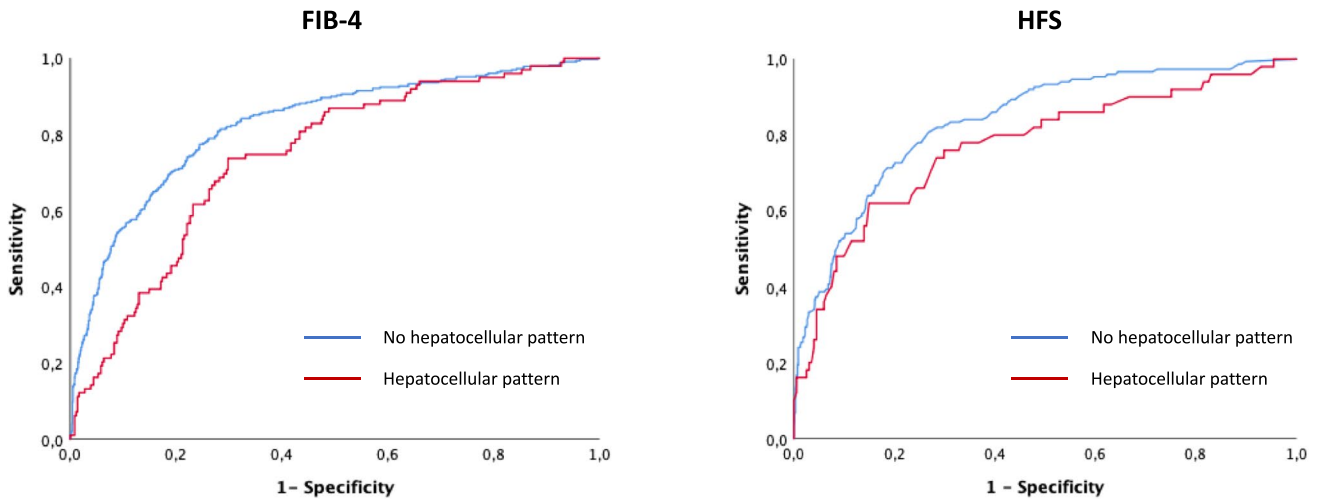 FIB-4
1,0
0,8
0,6
0,4
0,2
0,0
Sensitivity
0,0 0,2 0,4 0,6 0,8 1,0
1– Specificity
No hepatocellular pattern
Hepatocellular pattern
HFS
1,0
0,8
0,6
0,4
0,2
0,0
Sensitivity
0,0 0,2 0,4 0,6 0,8 1,0
1 – Specificity
No hepatocellular pattern
Hepatocellular pattern